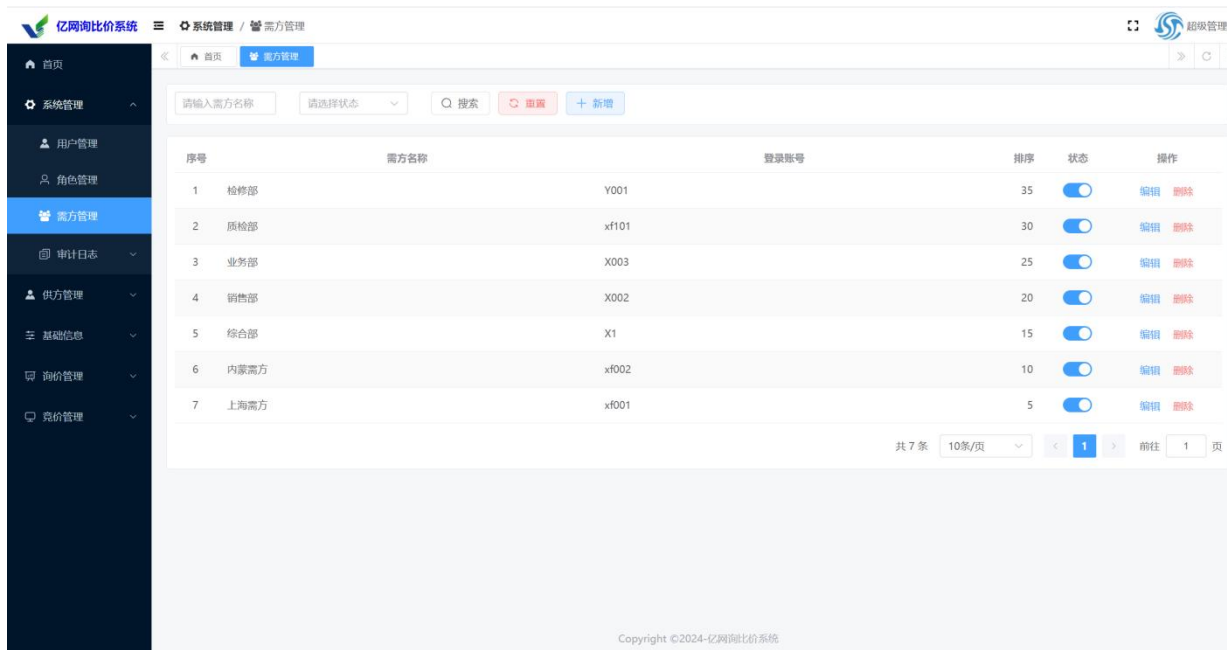 亿网询比价系统 系统管理 / 需方管理 超级管理
首页 首页 需方管理
系统管理 请输入需方名称 请选择状态 搜索 重置 + 新增
用户管理
角色管理
需方管理
审计日志
供方管理
基础信息
询价管理
竞价管理
序号 需方名称 登录账号 排序 状态 操作
1 检修部 Y001 35 编辑 删除
2 质检部 xf101 30 编辑 删除
3 业务部 X003 25 编辑 删除
4 销售部 X002 20 编辑 删除
5 综合部 X1 15 编辑 删除
6 内蒙需方 xf002 10 编辑 删除
7 上海需方 xf001 5 编辑 删除
共 7 条 10条/页 < 1 > 前往 1 页
Copyright ©2024-亿网询比价系统